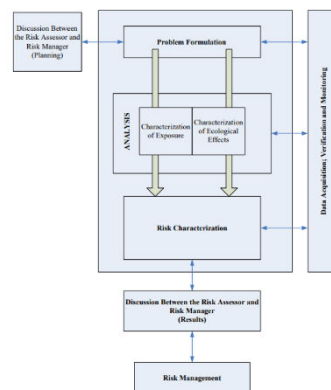 Discussion Between
the Risk Assessor and
Risk Manager
(Planning)
Problem Formulation
ANALYSIS
Characterization
of Exposure
Characterization
of Ecological
Effects
Risk Characterization
Data Acquisition; Verification and Monitoring
Discussion Between the Risk Assessor and
Risk Manager
(Results)
Risk Management